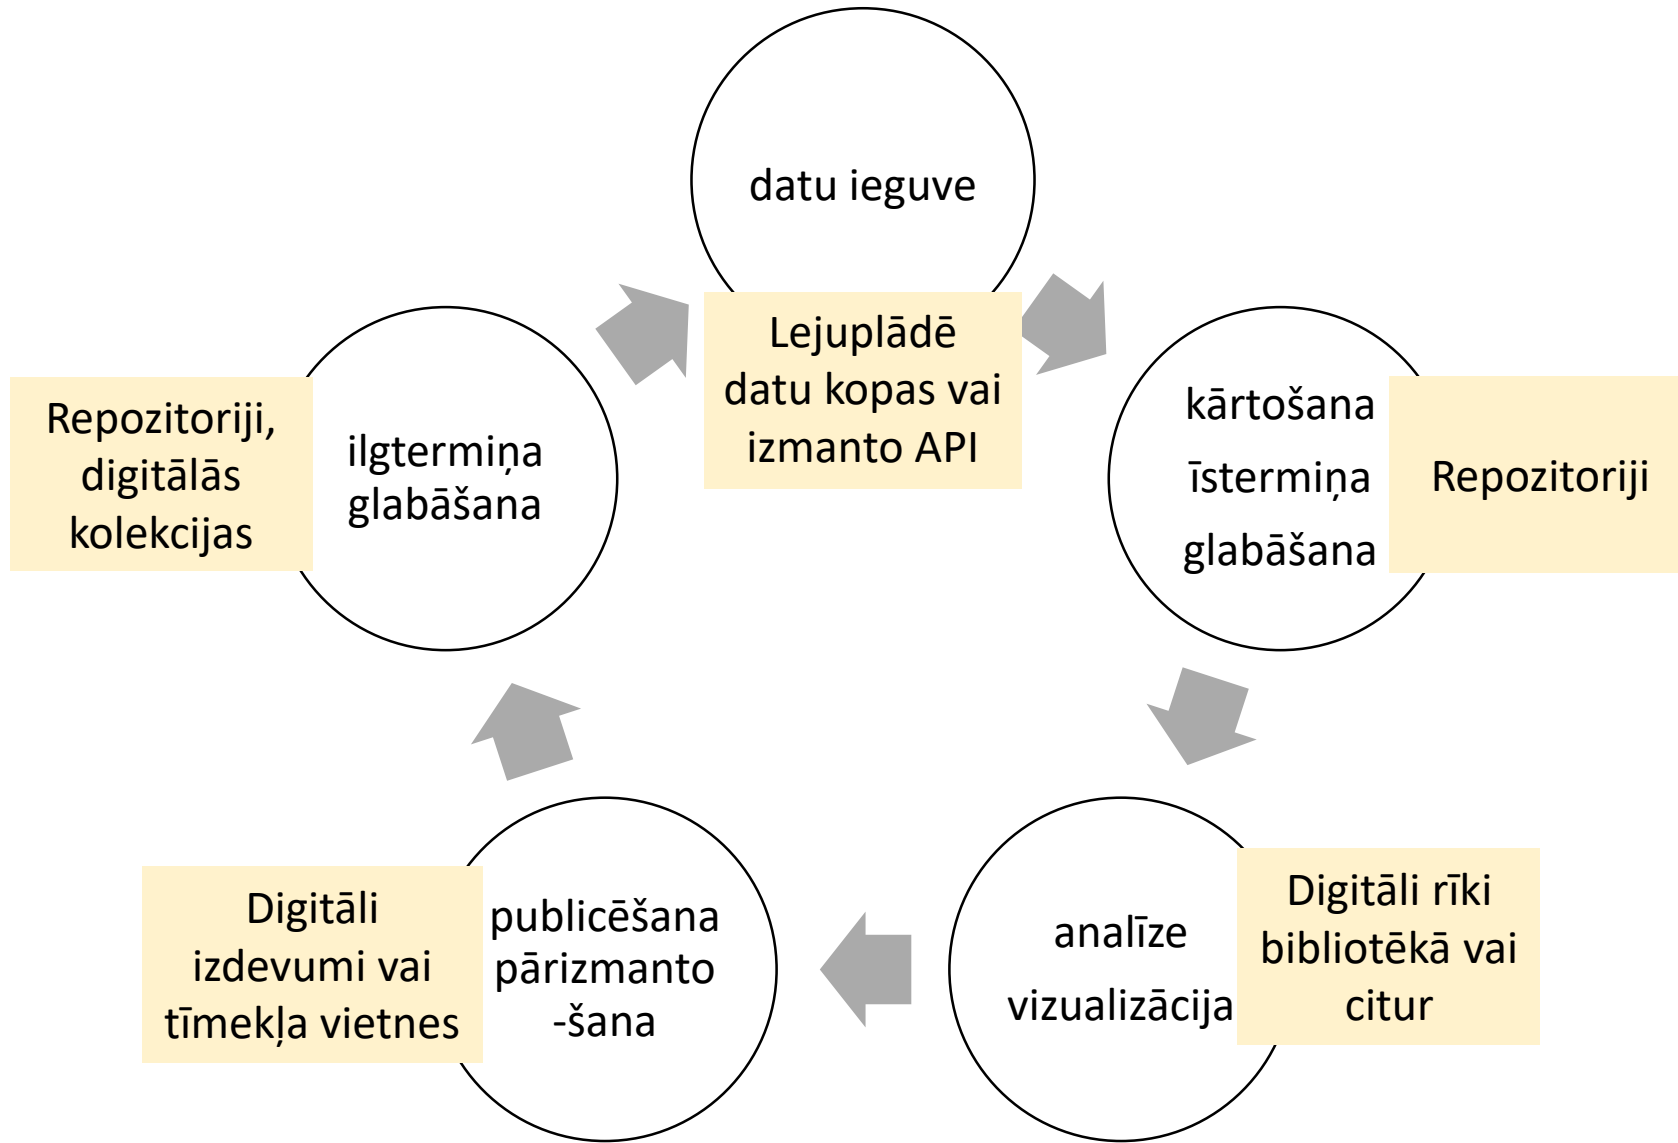 datu ieguve
Lejuplādē
datu kopas vai
izmanto API
kārtošana
īstermiņa
glabāšana
Repozitoriji
analīze
vizualizācija
Digitāli rīki
bibliotēkā vai
citur
publicēšana
pārizmanto
-šana
Digitāli
izdevumi vai
tīmekļa vietnes
ilgtermiņa
glabāšana
Repozitoriji,
digitālās
kolekcijas